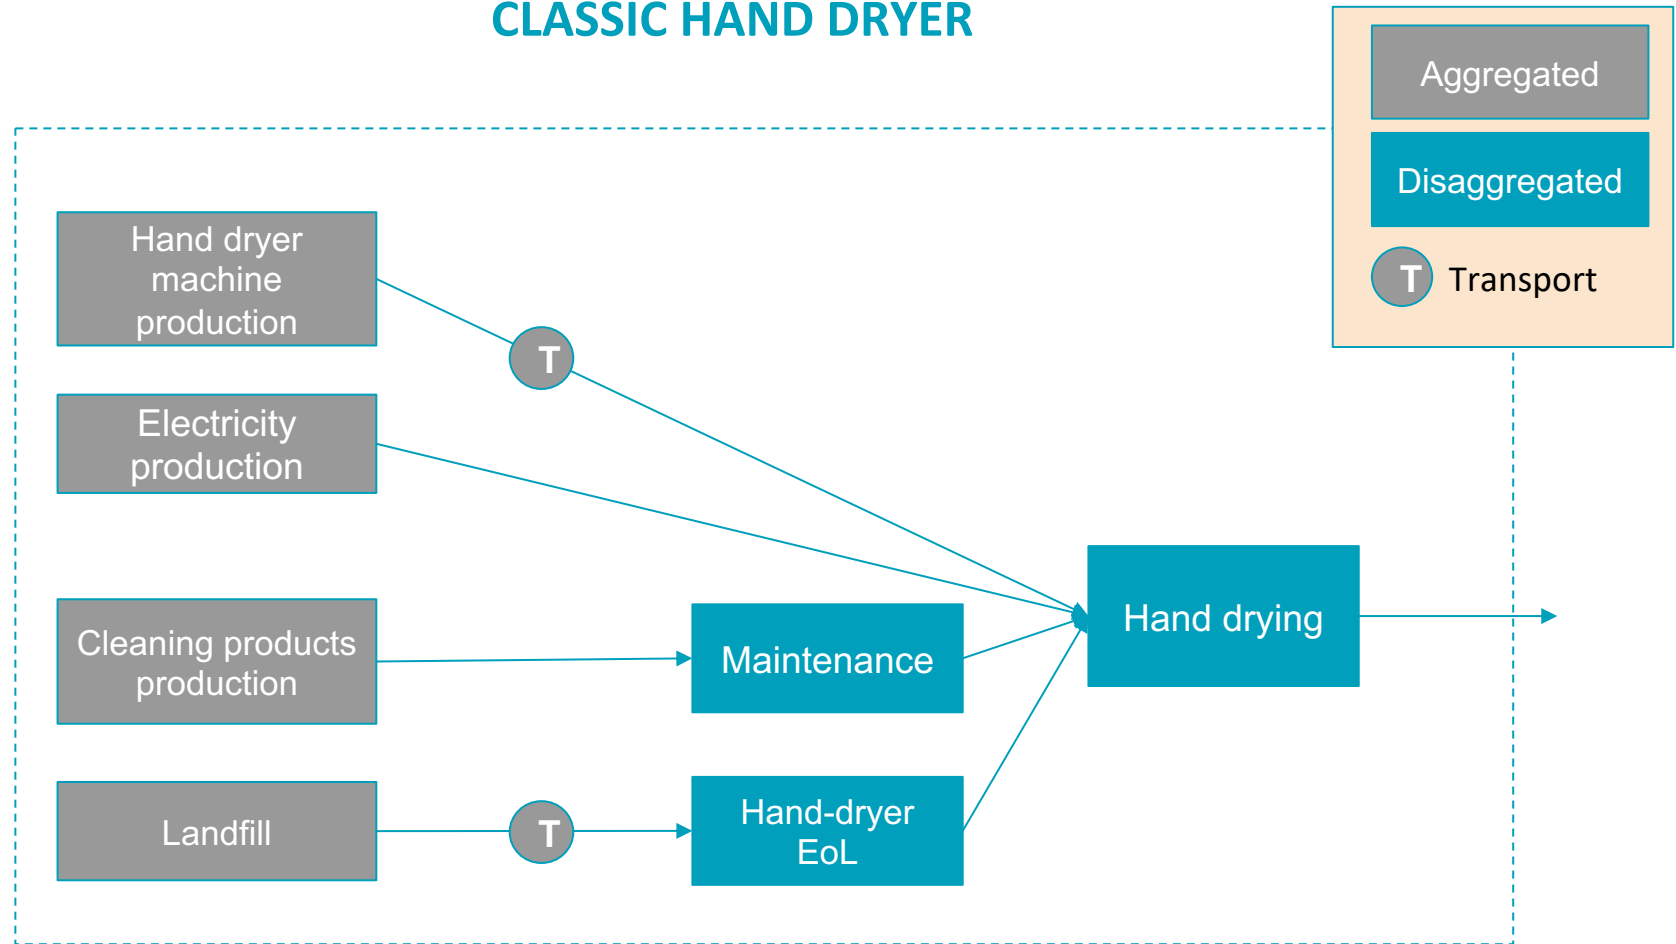 CLASSIC HAND DRYER
Aggregated
Disaggregated
T Transport
Hand dryer
machine
production
T
Electricity
production
Cleaning products
production
Maintenance
Hand drying
Landfill
T
Hand-dryer
EoL